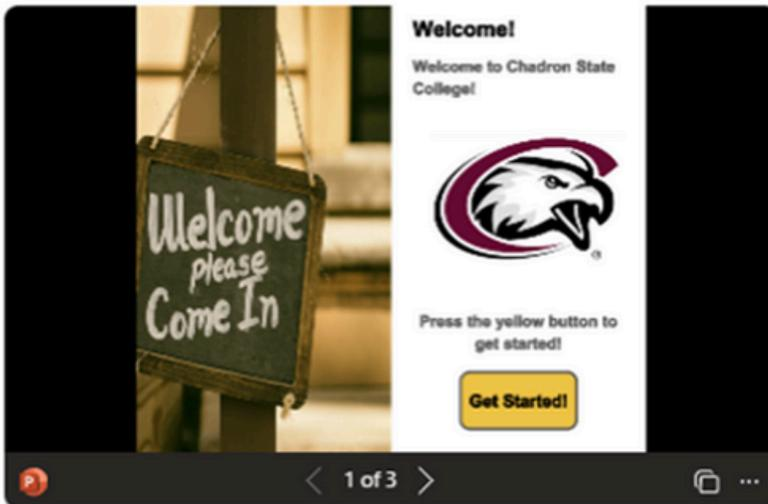 Welcome
please
Come In
Welcome!
Welcome to Chadron State
College!
Press the yellow button to
get started!
Get Started!
P
1 of 3